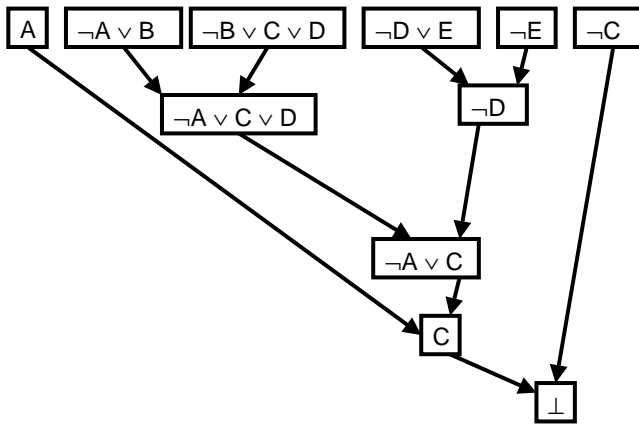 A
¬A ∨ B
¬B ∨ C ∨ D
¬D ∨ E
¬E
¬C
¬A ∨ C ∨ D
¬D
¬A ∨ C
C
⊥